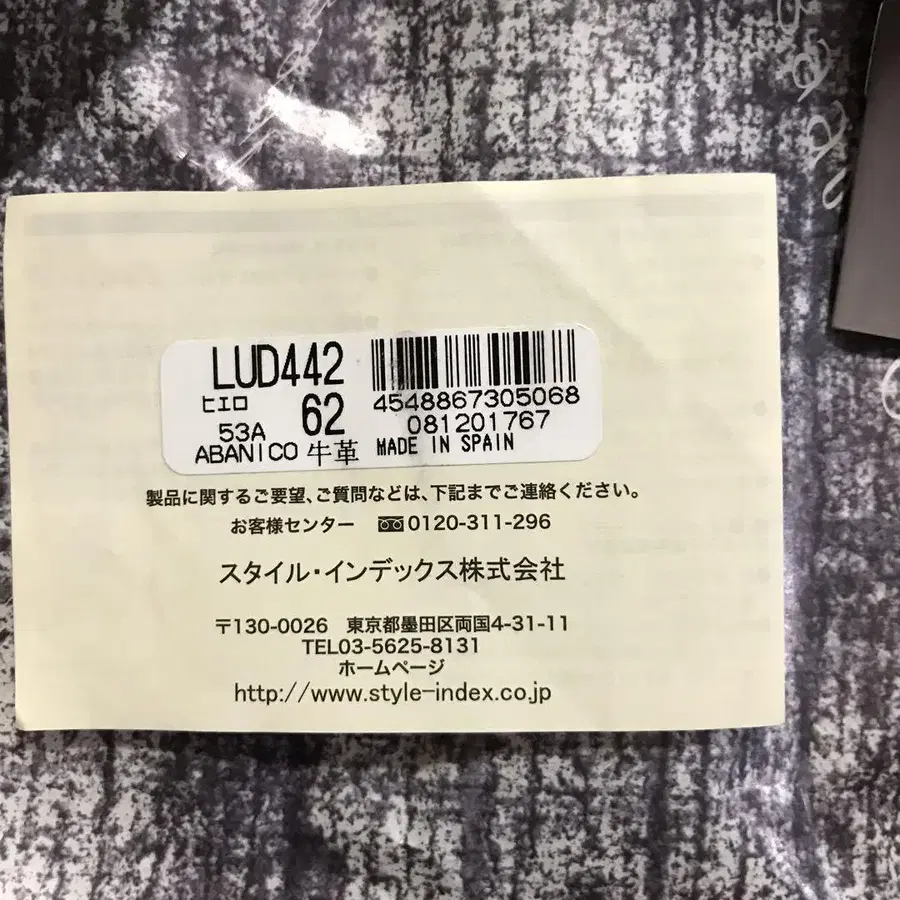 LUD442
ヒエロ 62
53A
ABANICO 牛革
4548867305068
081201767
MADE IN SPAIN
製品に関するご要望、ご質問などは、下記までご連絡ください。
お客様センター 0120-311-296
スタイル・インデックス株式会社
〒130-0026 東京都墨田区両国4-31-11
TEL03-5625-8131
ホームページ
http://www.style-index.co.jp